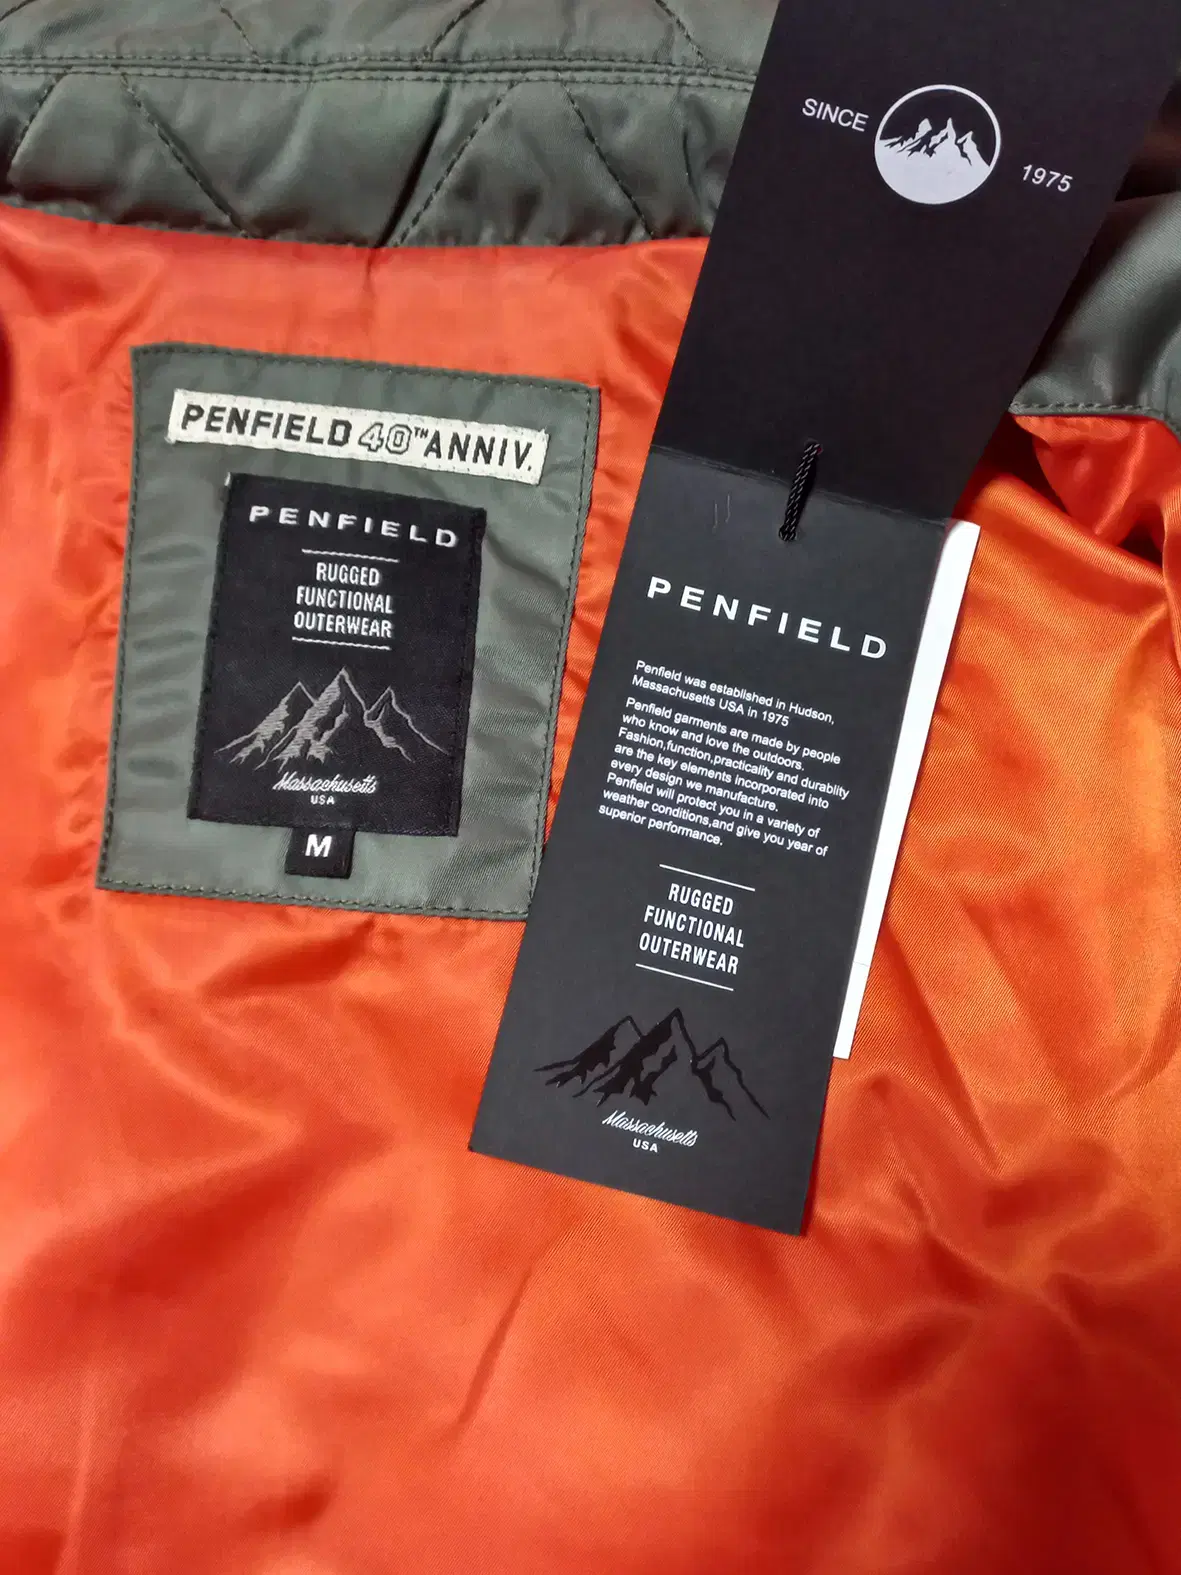 SINCE
1975
PENFIELD 40TH ANNIV.
PENFIELD
RUGGED
FUNCTIONAL
OUTERWEAR
Massachusetts
USA
M
PENFIELD
Penfield was established in Hudson,
Massachusetts USA in 1975
Penfield garments are made by people
who know and love the outdoors.
Fashion,function,practicality and durablity
are the key elements incorporated into
every design we manufacture.
Penfield will protect you in a variety of
weather conditions,and give you year of
superior performance.
RUGGED
FUNCTIONAL
OUTERWEAR
Massachusetts
USA